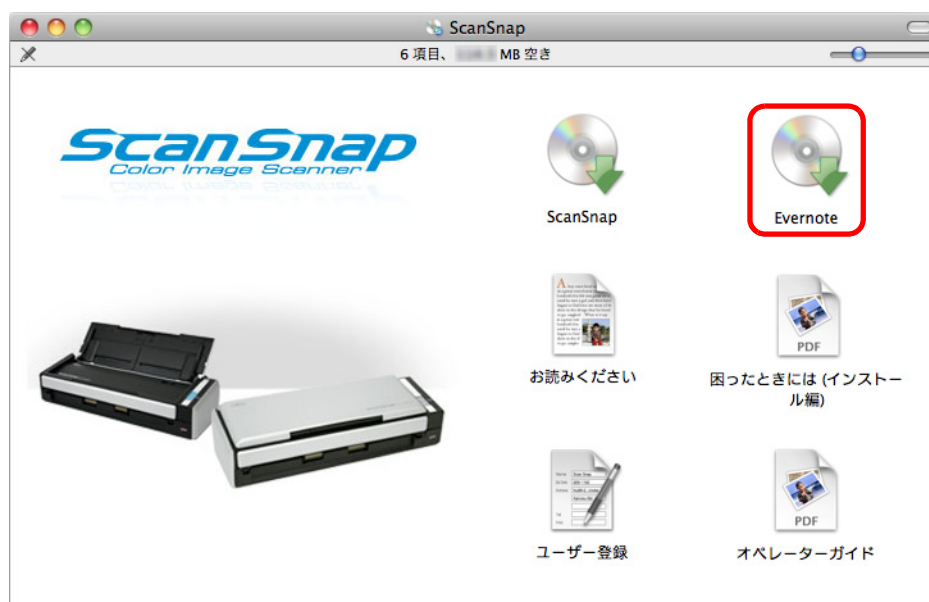 ScanSnap
6 項目、 MB 空き
ScanSnap
Color Image Scanner
ScanSnap
Evernote
お読みください
PDF
困ったときには (インストー
ル編)
ユーザー登録
PDF
オペレーターガイド